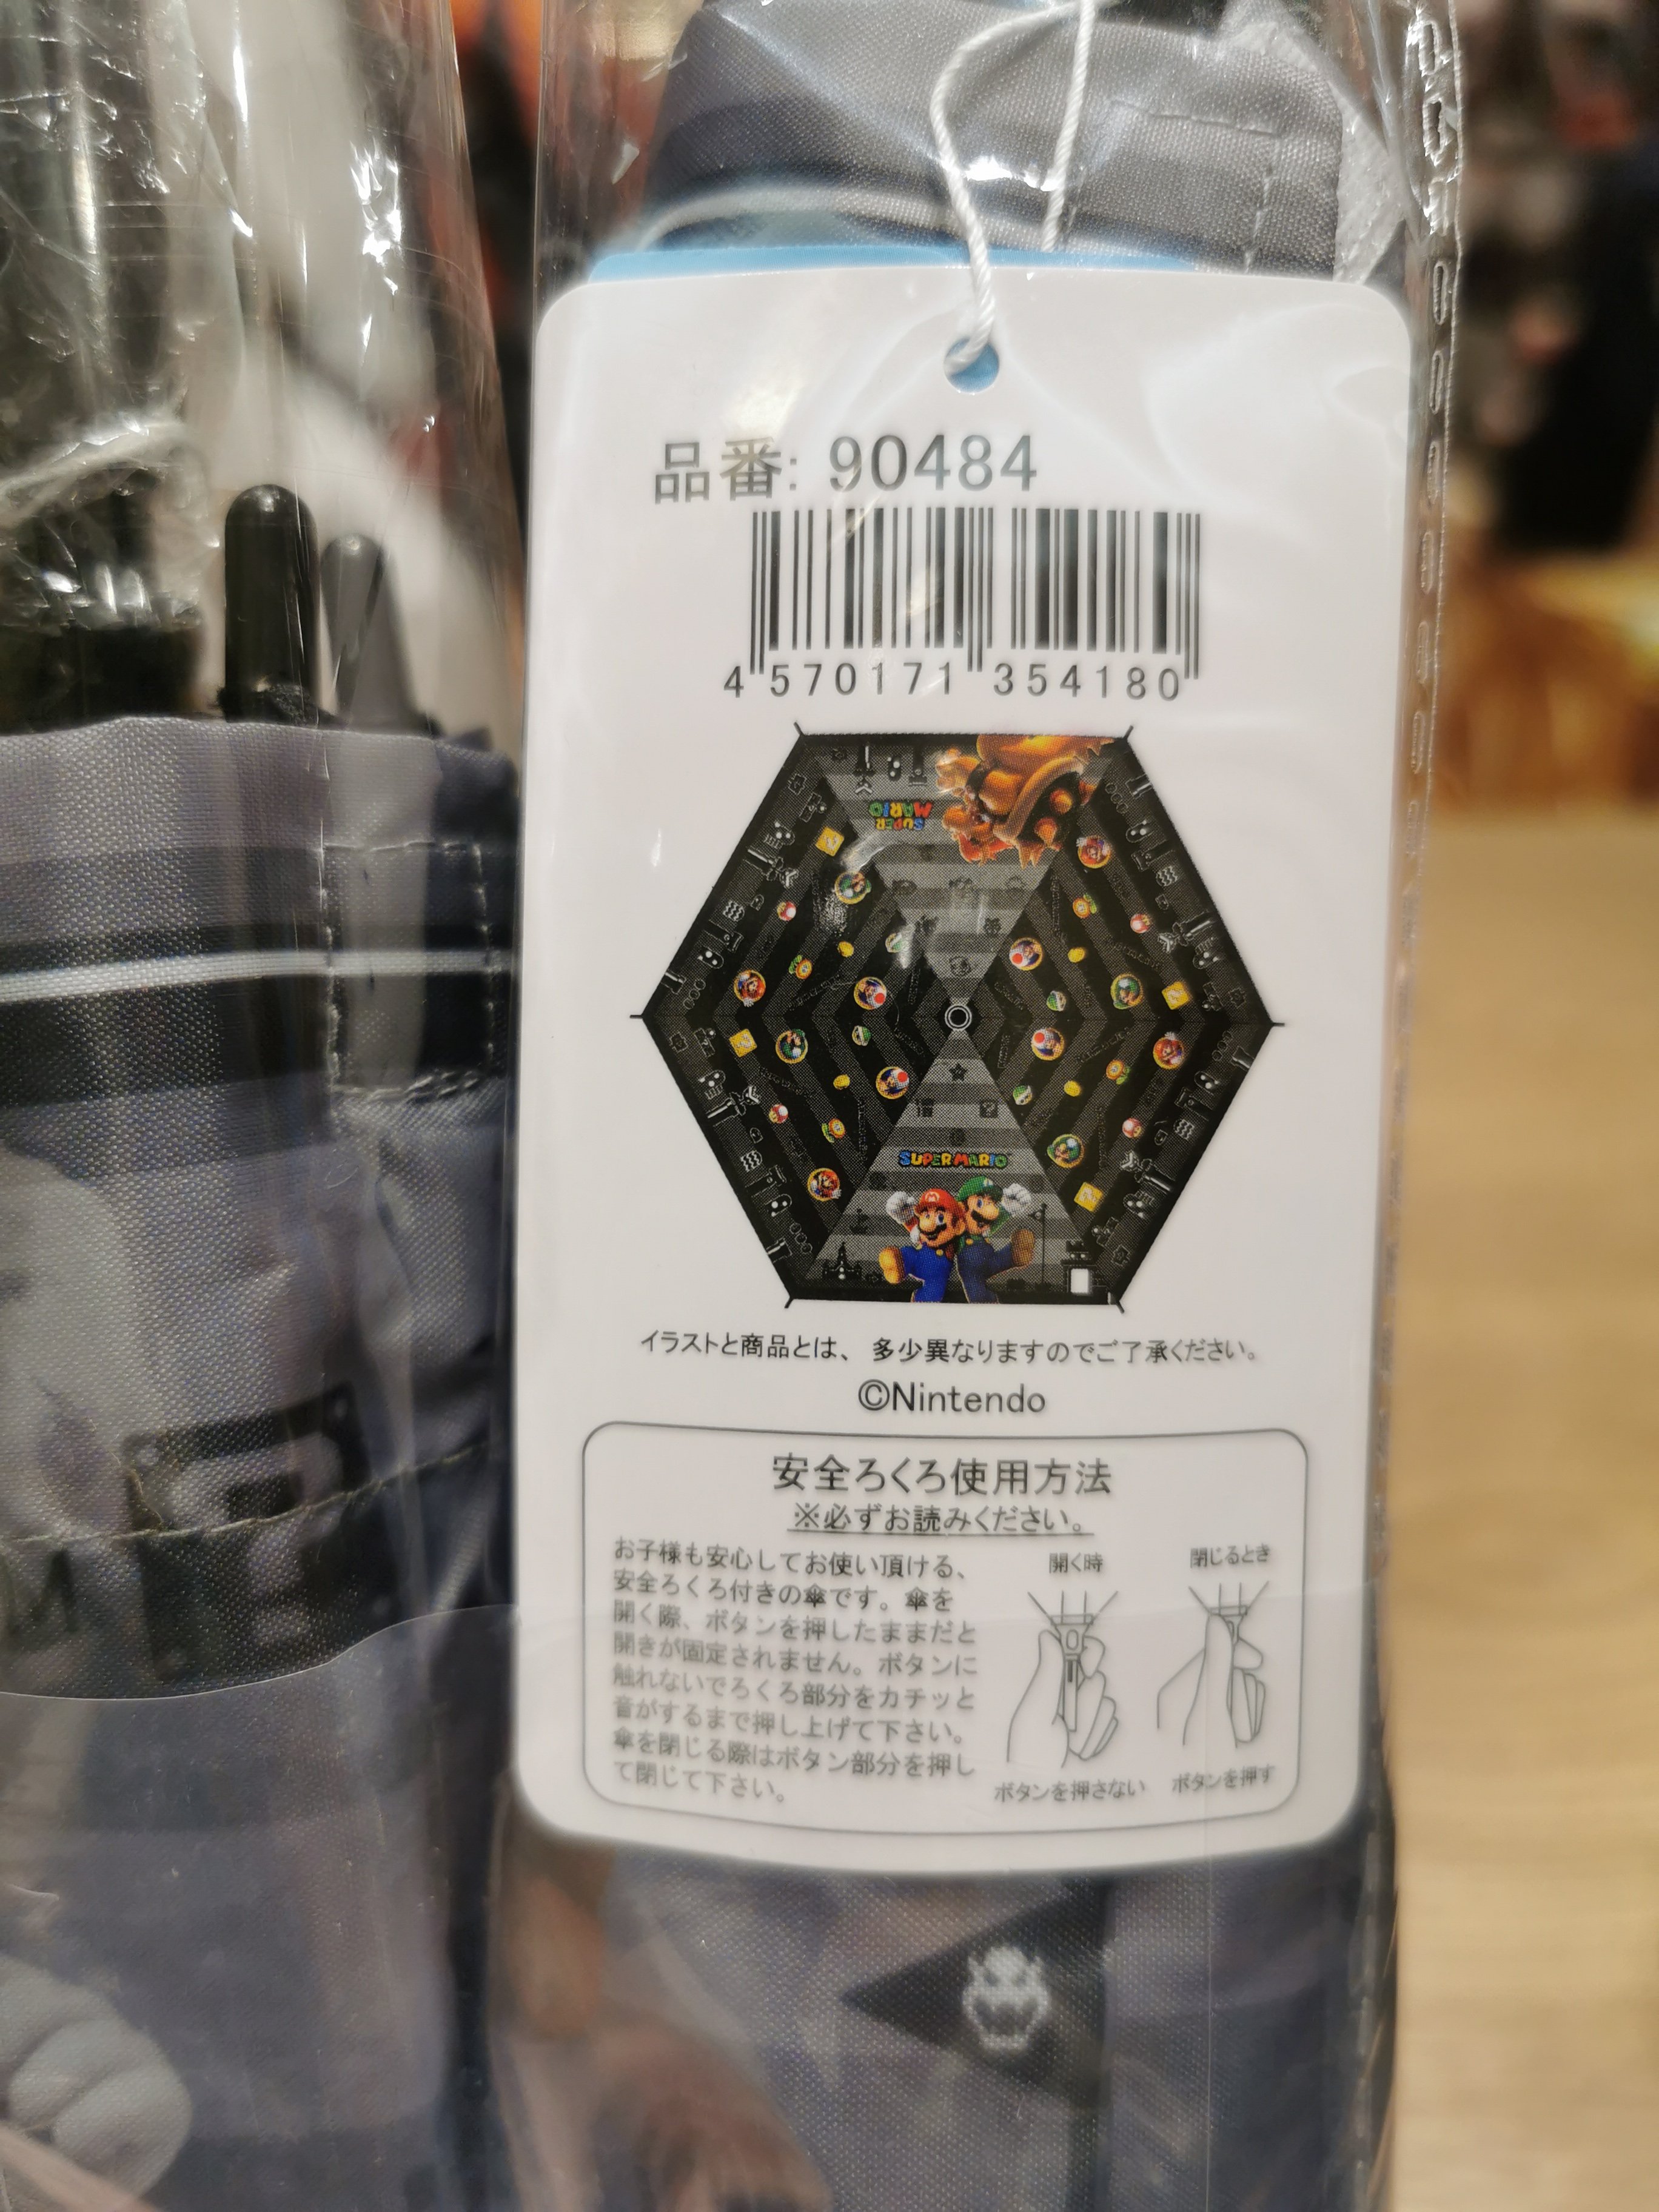 品番: 90484
4 570171 354180
SUPER MARIO
SUPER MARIO
イラストと商品とは、多少異なりますのでご了承ください。
©Nintendo
安全ろくろ使用方法
※必ずお読みください。
お子様も安心してお使い頂ける、
安全ろくろ付きの傘です。傘を
開く際、ボタンを押したままだと
開きが固定されません。ボタンに
触れないでろくろ部分をカチッと
音がするまで押し上げて下さい。
傘を閉じる際はボタン部分を押し
て閉じて下さい。
開く時
閉じるとき
ボタンを押さない
ボタンを押す